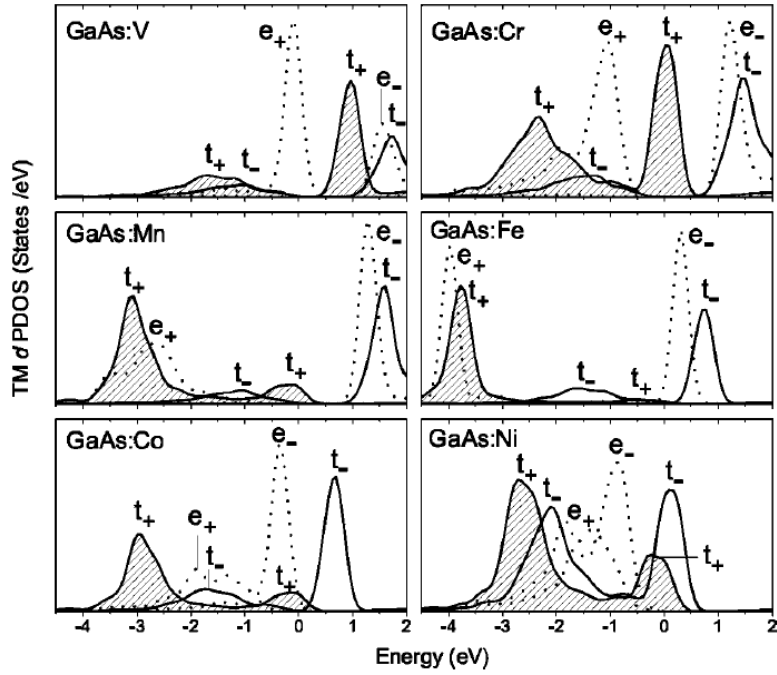 GaAs:V
e+
t+
e-
t-
t+
t-
GaAs:Cr
e+
t+
e-
t-
t+
t-
GaAs:Mn
t+
e+
t-
t+
e-
t-
GaAs:Fe
e+
t+
t-
t+
e-
t-
GaAs:Co
t+
e+
t-
e-
t+
t-
GaAs:Ni
t+
t-
e+
e-
t-
t+
TM d PDOS (States /eV)
-4 -3 -2 -1 0 1 2
-4 -3 -2 -1 0 1 2
Energy (eV)